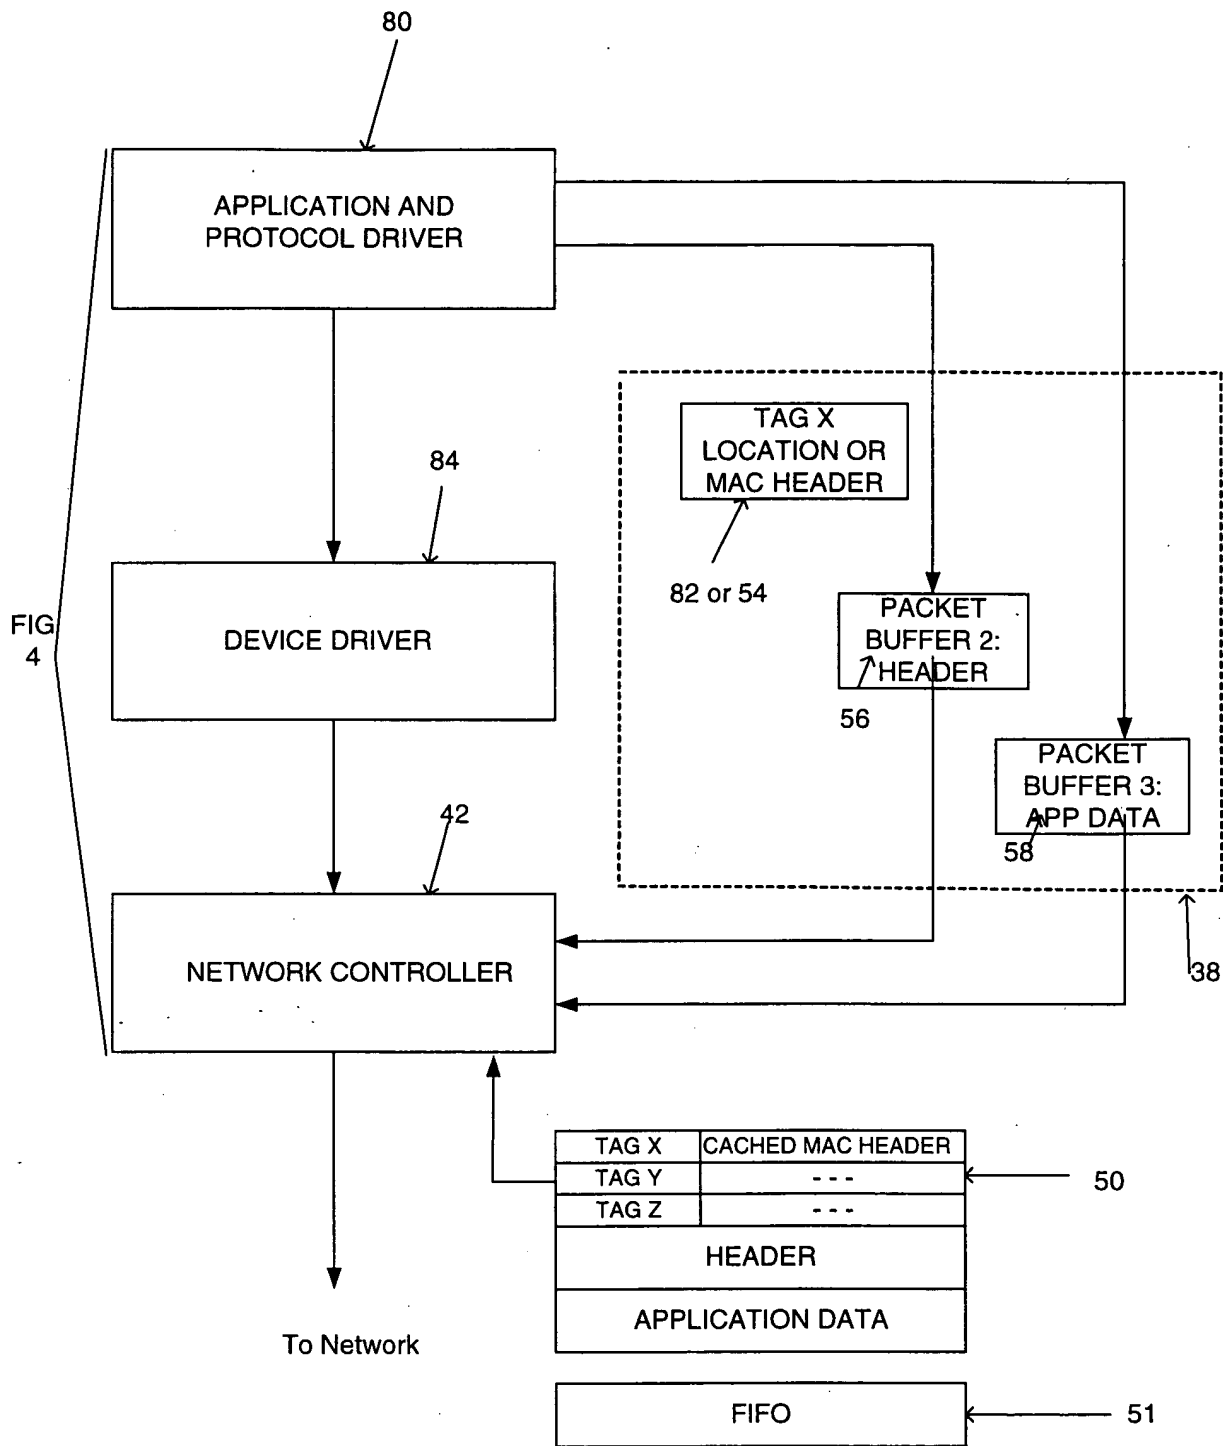 80
APPLICATION AND
PROTOCOL DRIVER
TAG X
LOCATION OR
MAC HEADER
84
82 or 54
PACKET
BUFFER 2:
HEADER
FIG
4
DEVICE DRIVER
56
PACKET
BUFFER 3:
APP DATA
42
58
NETWORK CONTROLLER
38
TAG X
CACHED MAC HEADER
TAG Y
- - -
50
TAG Z
- - -
HEADER
APPLICATION DATA
To Network
FIFO
51